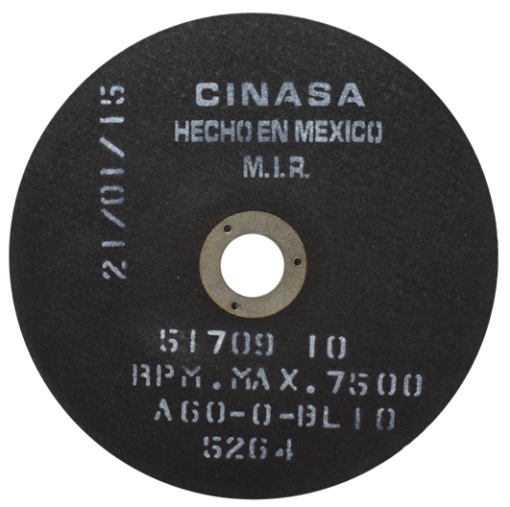 CINASA
HECHO EN MEXICO
M.I.R.
21/01/15
51709 10
RPM.MAX.7500
A60-O-BL10
5264